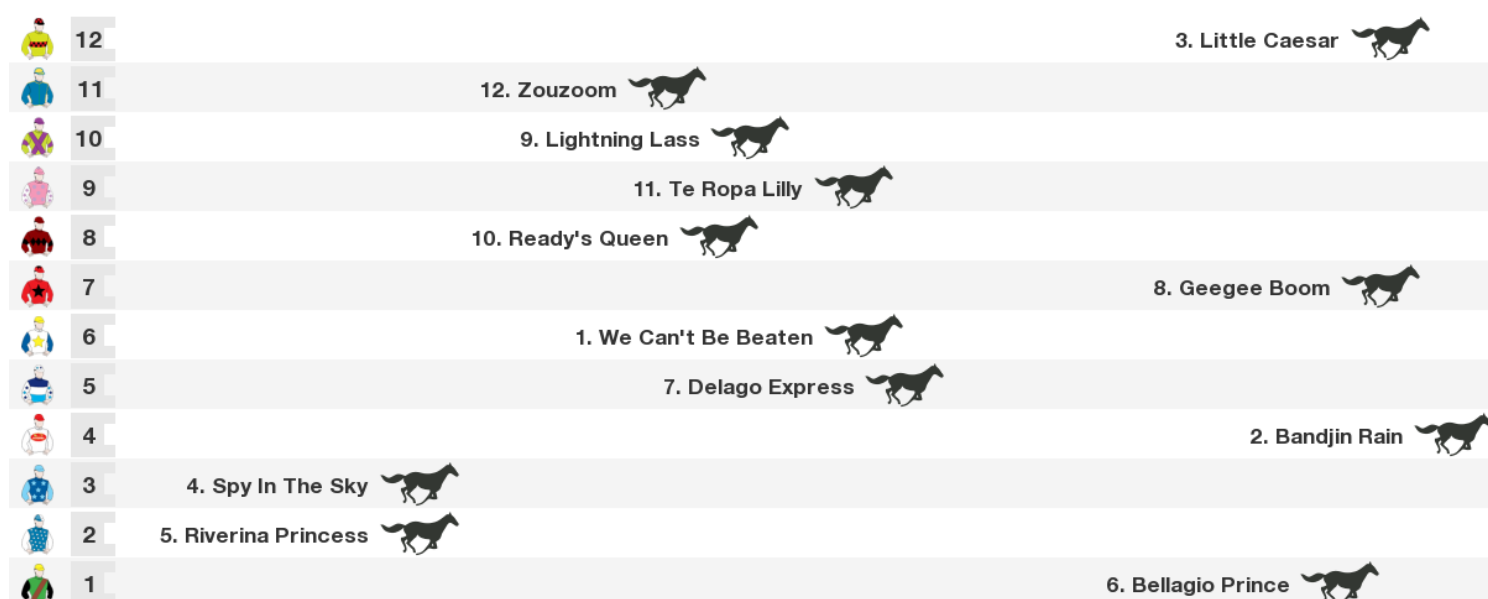 12 3. Little Caesar
11 12. Zouzoom
10 9. Lightning Lass
9 11. Te Ropa Lilly
8 10. Ready's Queen
7 8. Geegee Boom
6 1. We Can't Be Beaten
5 7. Delago Express
4 2. Bandjin Rain
3 4. Spy In The Sky
2 5. Riverina Princess
1 6. Bellagio Prince